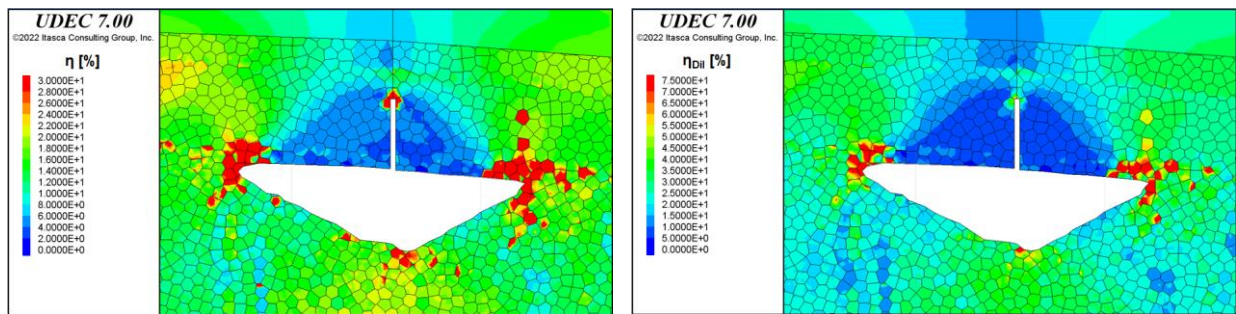 UDEC 7.00
©2022 Itasca Consulting Group, Inc.
η [%]
3.0000E+1
2.8000E+1
2.6000E+1
2.4000E+1
2.2000E+1
2.0000E+1
1.8000E+1
1.6000E+1
1.4000E+1
1.2000E+1
1.0000E+1
8.0000E+0
6.0000E+0
4.0000E+0
2.0000E+0
0.0000E+0
UDEC 7.00
©2022 Itasca Consulting Group, Inc.
ηDil [%]
7.5000E+1
7.0000E+1
6.5000E+1
6.0000E+1
5.5000E+1
5.0000E+1
4.5000E+1
4.0000E+1
3.5000E+1
3.0000E+1
2.5000E+1
2.0000E+1
1.5000E+1
1.0000E+1
5.0000E+0
0.0000E+0